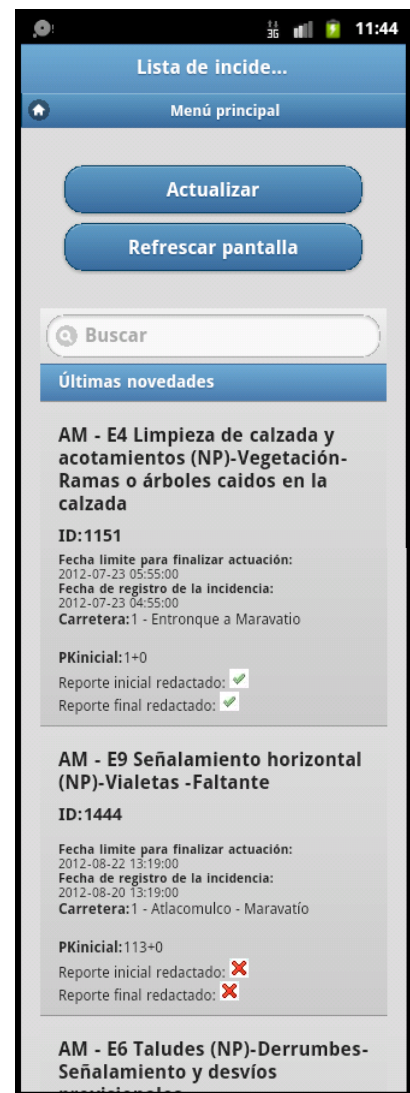 3G 11:44
Lista de incide...
Menú principal
Actualizar
Refrescar pantalla
Buscar
Últimas novedades
AM - E4 Limpieza de calzada y
acotamientos (NP)-Vegetación-
Ramas o árboles caidos en la
calzada
ID:1151
Fecha limite para finalizar actuación:
2012-07-23 05:55:00
Fecha de registro de la incidencia:
2012-07-23 04:55:00
Carretera:1 - Entronque a Maravatio
PKinicial:1+0
Reporte inicial redactado:
Reporte final redactado:
AM - E9 Señalamiento horizontal
(NP)-Vialetas -Faltante
ID:1444
Fecha limite para finalizar actuación:
2012-08-22 13:19:00
Fecha de registro de la incidencia:
2012-08-20 13:19:00
Carretera:1 - Atlacomulco - Maravatío
PKinicial:113+0
Reporte inicial redactado:
Reporte final redactado:
AM - E6 Taludes (NP)-Derrumbes-
Señalamiento y desvíos
provisionales